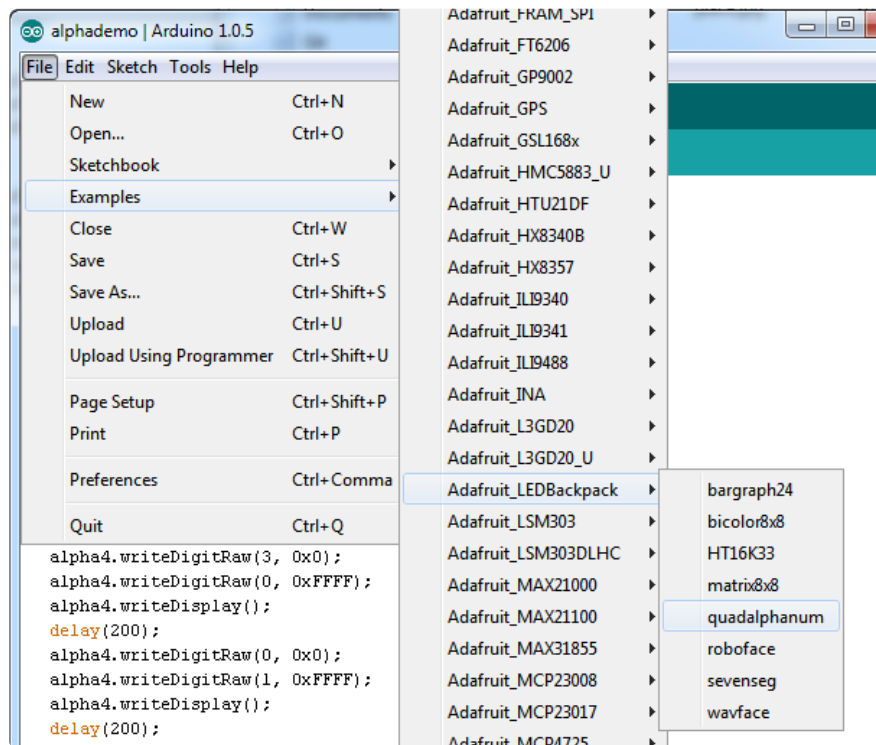 alphademo | Arduino 1.0.5
File Edit Sketch Tools Help
New Ctrl+N
Open... Ctrl+O
Sketchbook
Examples
Close Ctrl+W
Save Ctrl+S
Save As... Ctrl+Shift+S
Upload Ctrl+U
Upload Using Programmer Ctrl+Shift+U
Page Setup Ctrl+Shift+P
Print Ctrl+P
Preferences Ctrl+Comma
Quit Ctrl+Q
Adafruit_FRAM_SPI
Adafruit_FT6206
Adafruit_GP9002
Adafruit_GPS
Adafruit_GSL168x
Adafruit_HMC5883_U
Adafruit_HTU21DF
Adafruit_HX8340B
Adafruit_HX8357
Adafruit_ILI9340
Adafruit_ILI9341
Adafruit_ILI9488
Adafruit_INA
Adafruit_L3GD20
Adafruit_L3GD20_U
Adafruit_LEDBackpack
Adafruit_LSM303
Adafruit_LSM303DLHC
Adafruit_MAX21000
Adafruit_MAX21100
Adafruit_MAX31855
Adafruit_MCP23008
Adafruit_MCP23017
Adafruit_MCP4725
bargraph24
bicolor8x8
HT16K33
matrix8x8
quadalphanum
roboface
sevenseg
wavface
alpha4.writeDigitRaw(3, 0x0);
alpha4.writeDigitRaw(0, 0xFFFF);
alpha4.writeDisplay();
delay(200);
alpha4.writeDigitRaw(0, 0x0);
alpha4.writeDigitRaw(1, 0xFFFF);
alpha4.writeDisplay();
delay(200);